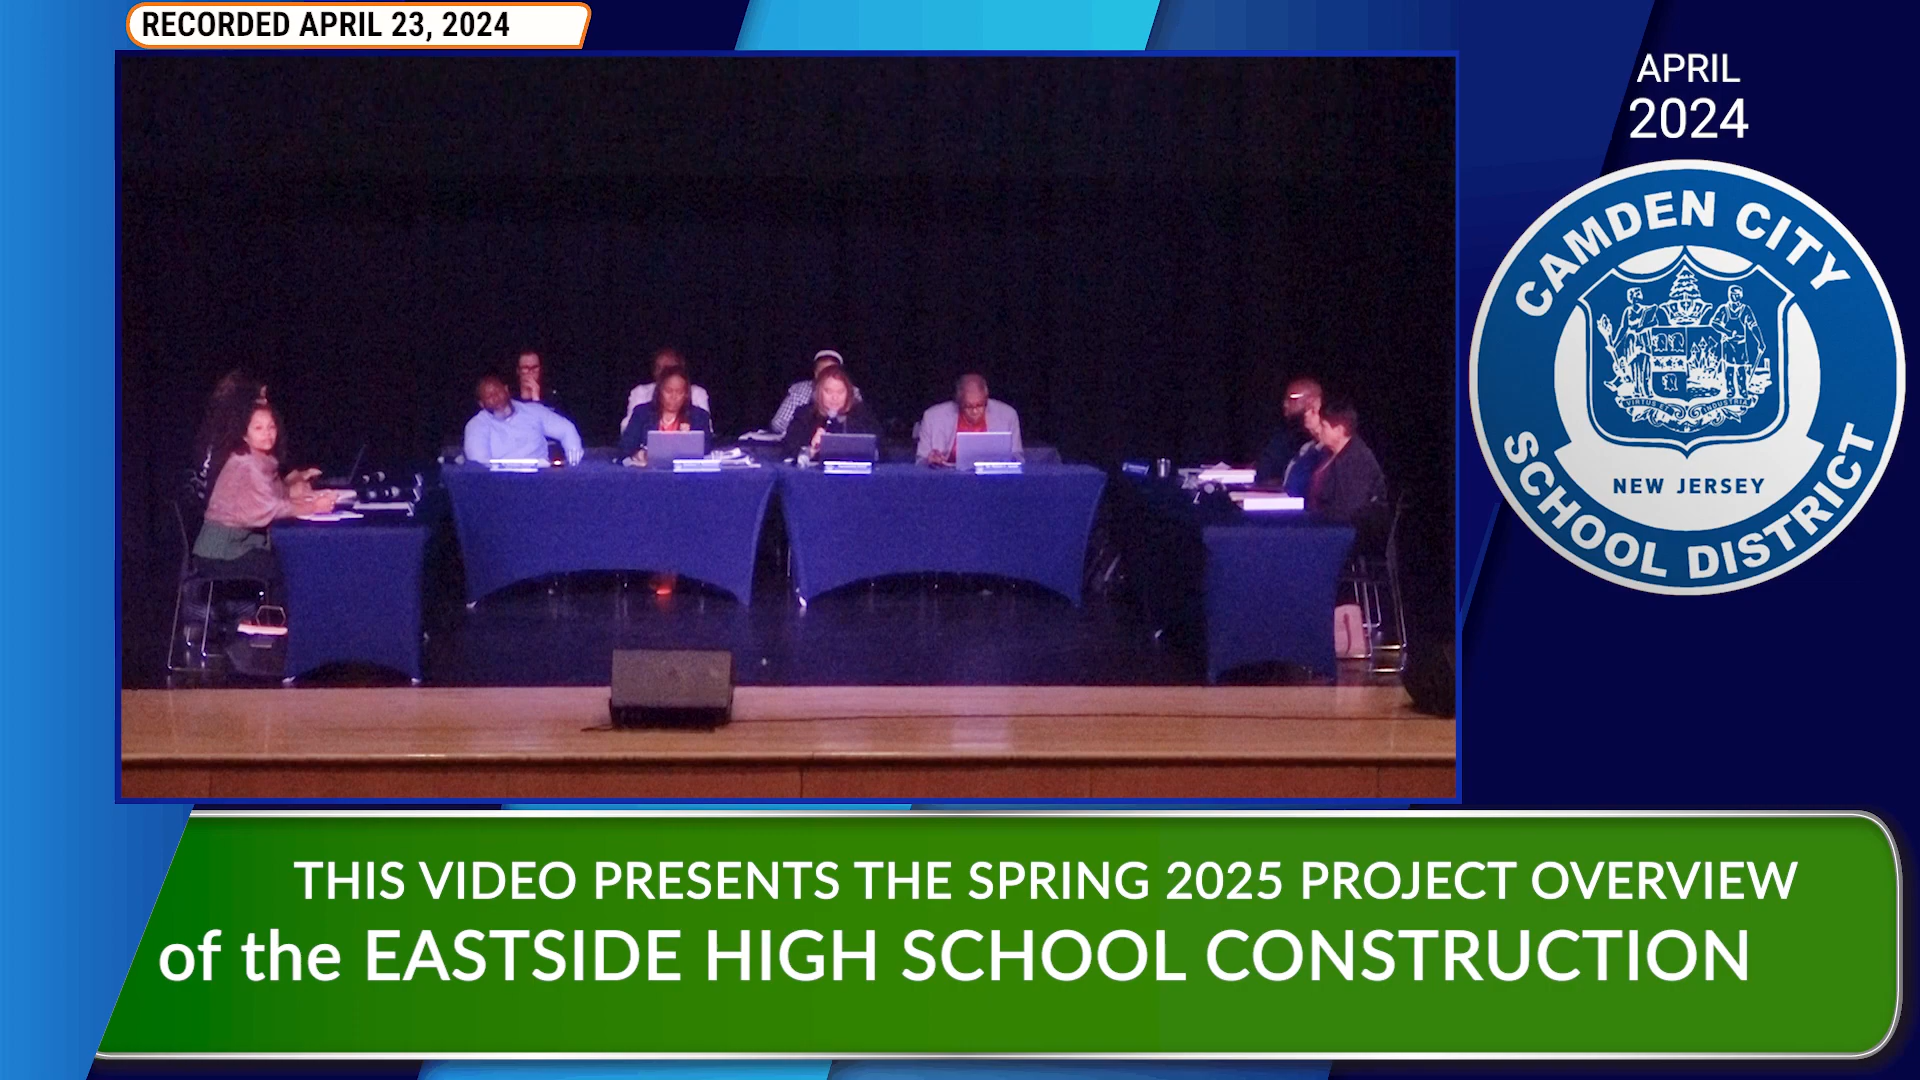 RECORDED APRIL 23, 2024
APRIL
2024
CAMDEN CITY
NEW JERSEY
SCHOOL DISTRICT
THIS VIDEO PRESENTS THE SPRING 2025 PROJECT OVERVIEW
of the EASTSIDE HIGH SCHOOL CONSTRUCTION